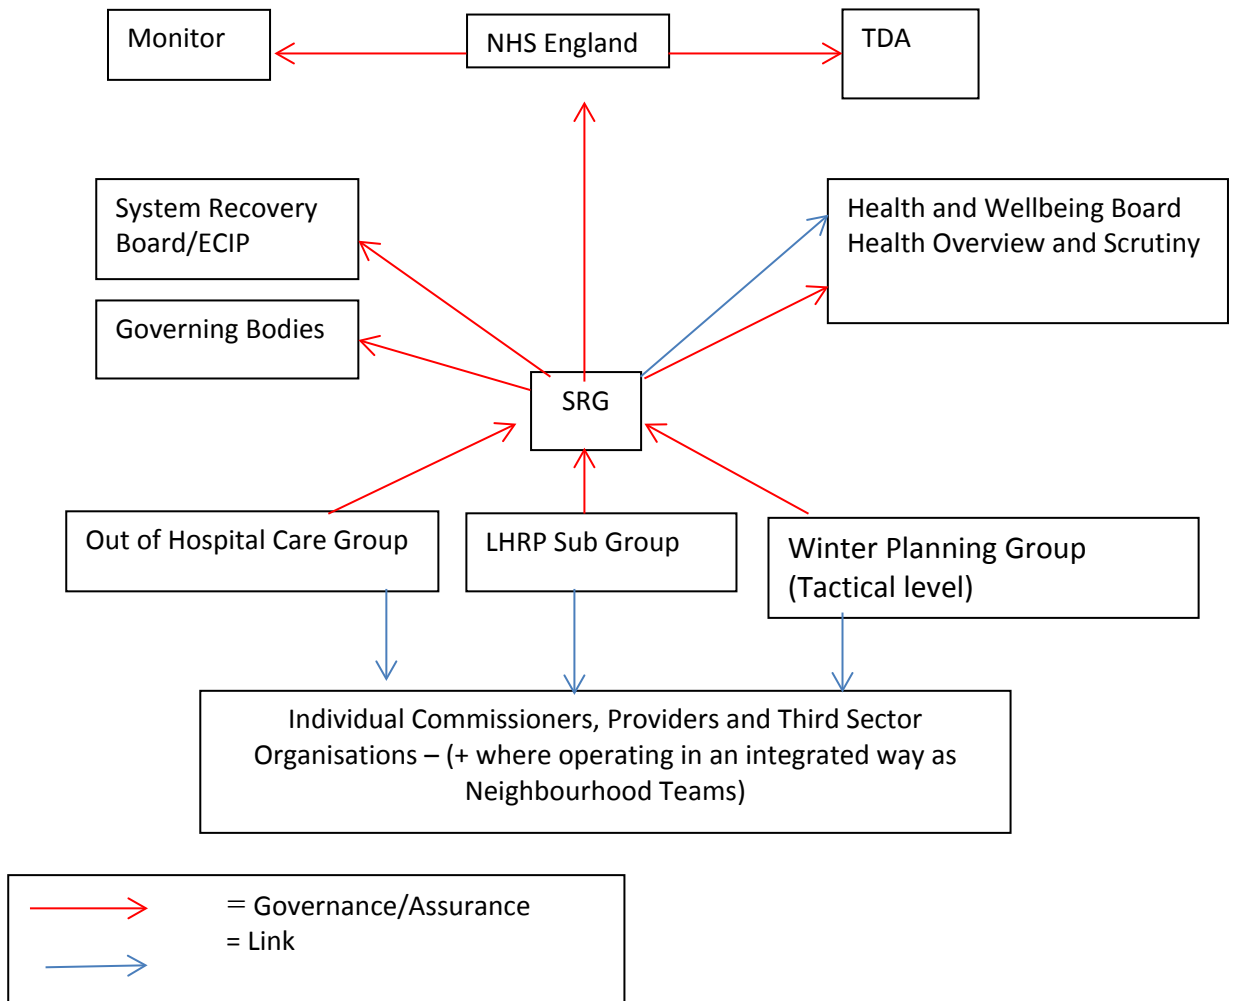 Monitor
NHS England
TDA
System Recovery
Board/ECIP
Health and Wellbeing Board
Health Overview and Scrutiny
Governing Bodies
SRG
Out of Hospital Care Group
LHRP Sub Group
Winter Planning Group
(Tactical level)
Individual Commissioners, Providers and Third Sector
Organisations – (+ where operating in an integrated way as
Neighbourhood Teams)
= Governance/Assurance
= Link